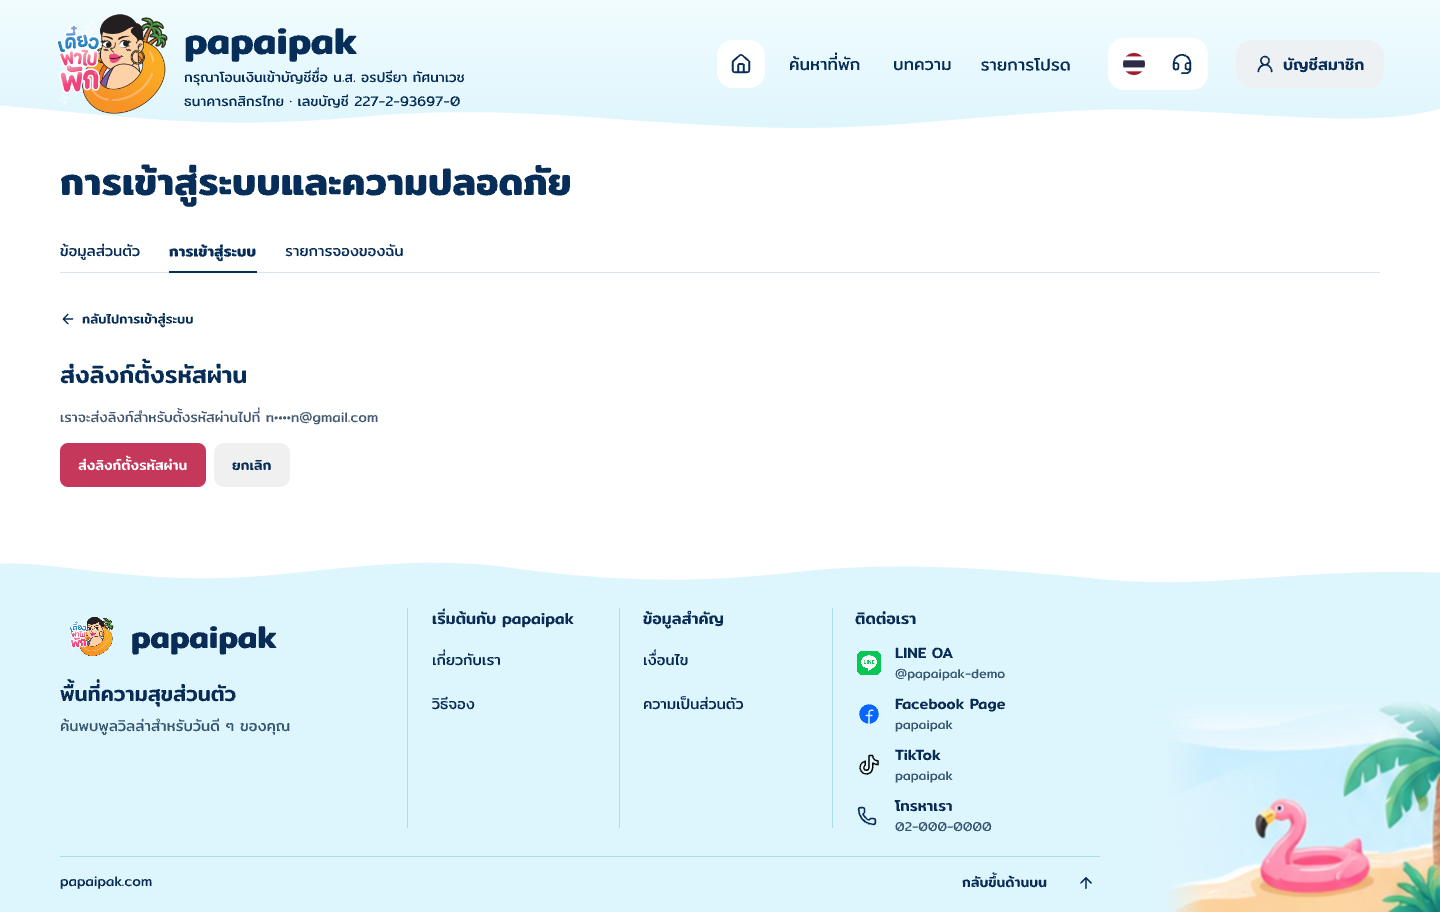 เดี๋ยว
พาไป
พัก
papaipak
กรุณาโอนเงินเข้าบัญชีชื่อ น.ส. อรปรียา ทัศนาเวช
ธนาคารกสิกรไทย · เลขบัญชี 227-2-93697-0
ค้นหาที่พัก
บทความ
รายการโปรด
บัญชีสมาชิก
การเข้าสู่ระบบและความปลอดภัย
ข้อมูลส่วนตัว
การเข้าสู่ระบบ
รายการจองของฉัน
กลับไปการเข้าสู่ระบบ
ส่งลิงก์ตั้งรหัสผ่าน
เราจะส่งลิงก์สำหรับตั้งรหัสผ่านไปที่ n••••n@gmail.com
ส่งลิงก์ตั้งรหัสผ่าน
ยกเลิก
เดี๋ยว
พาไป
พัก
papaipak
พื้นที่ความสุขส่วนตัว
ค้นพบพูลวิลล่าสำหรับวันดี ๆ ของคุณ
เริ่มต้นกับ papaipak
เกี่ยวกับเรา
วิธีจอง
ข้อมูลสำคัญ
เงื่อนไข
ความเป็นส่วนตัว
ติดต่อเรา
LINE
LINE OA
@papaipak-demo
Facebook Page
papaipak
TikTok
papaipak
โทรหาเรา
02-000-0000
papaipak.com
กลับขึ้นด้านบน